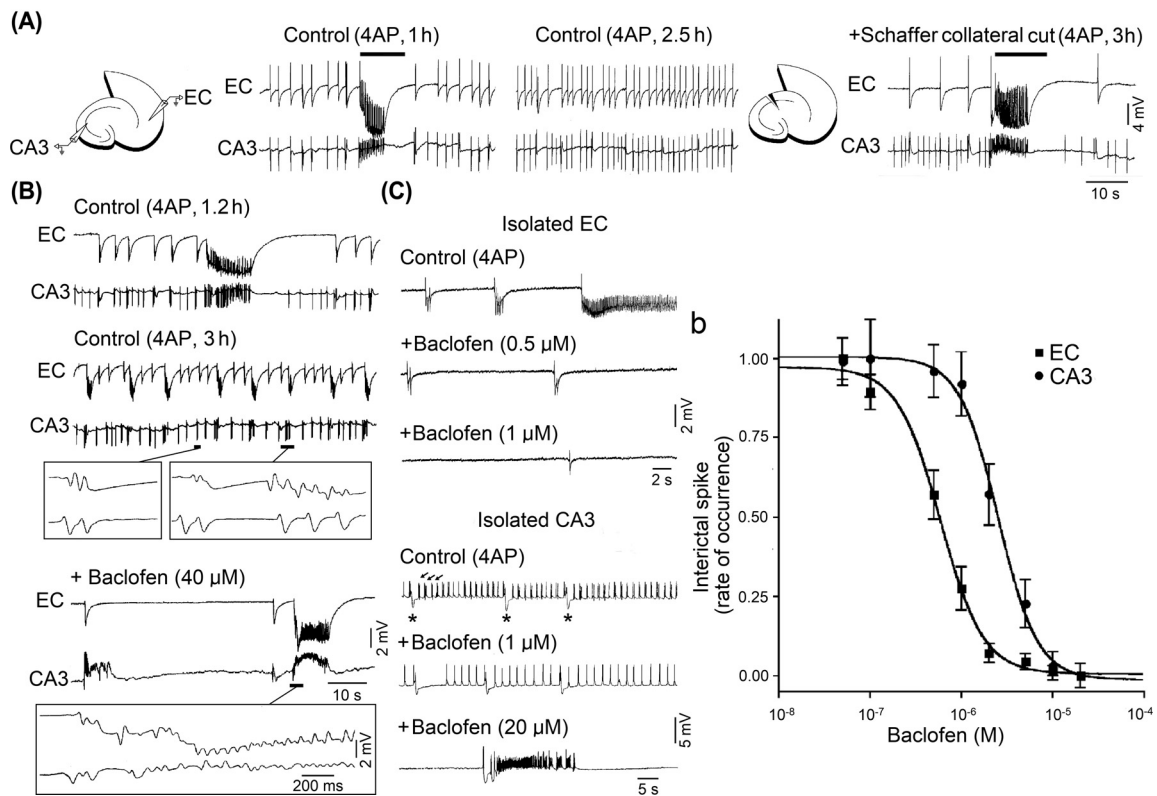 (A)
Control (4AP, 1 h)
Control (4AP, 2.5 h)
+Schaffer collateral cut (4AP, 3h)
EC
CA3
EC
CA3
EC
CA3
4 mV
10 s
(B)
Control (4AP, 1.2 h)
EC
CA3
Control (4AP, 3 h)
EC
CA3
+ Baclofen (40 µM)
EC
CA3
2 mV
10 s
2 mV
200 ms
(C)
Isolated EC
Control (4AP)
+Baclofen (0.5 µM)
+Baclofen (1 µM)
2 mV
2 s
Isolated CA3
Control (4AP)
* * *
+Baclofen (1 µM)
+Baclofen (20 µM)
5 mV
5 s
b
EC
CA3
Interictal spike
(rate of occurrence)
1.00
0.75
0.50
0.25
0.00
10⁻⁸ 10⁻⁷ 10⁻⁶ 10⁻⁵ 10⁻⁴
Baclofen (M)